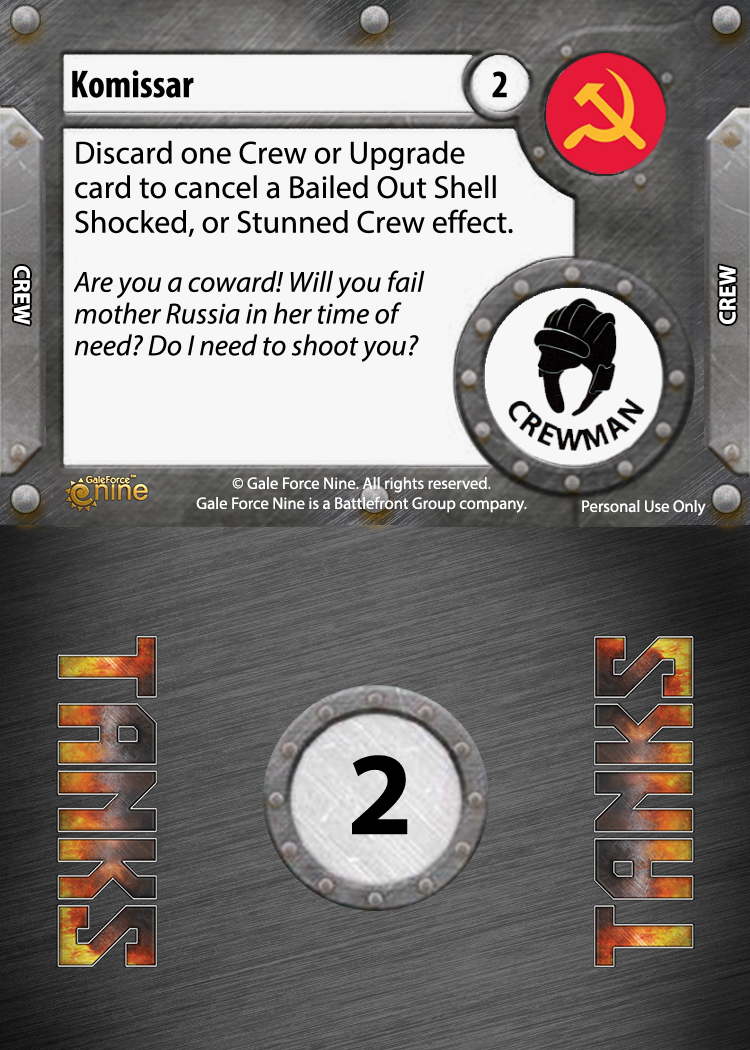 Komissar
2
Discard one Crew or Upgrade
card to cancel a Bailed Out Shell
Shocked, or Stunned Crew effect.
Are you a coward! Will you fail
mother Russia in her time of
need? Do I need to shoot you?
CREW
CREW
CREWMAN
GaleForce™
nine
© Gale Force Nine. All rights reserved.
Gale Force Nine is a Battlefront Group company.
Personal Use Only
TANKS
2
TANKS